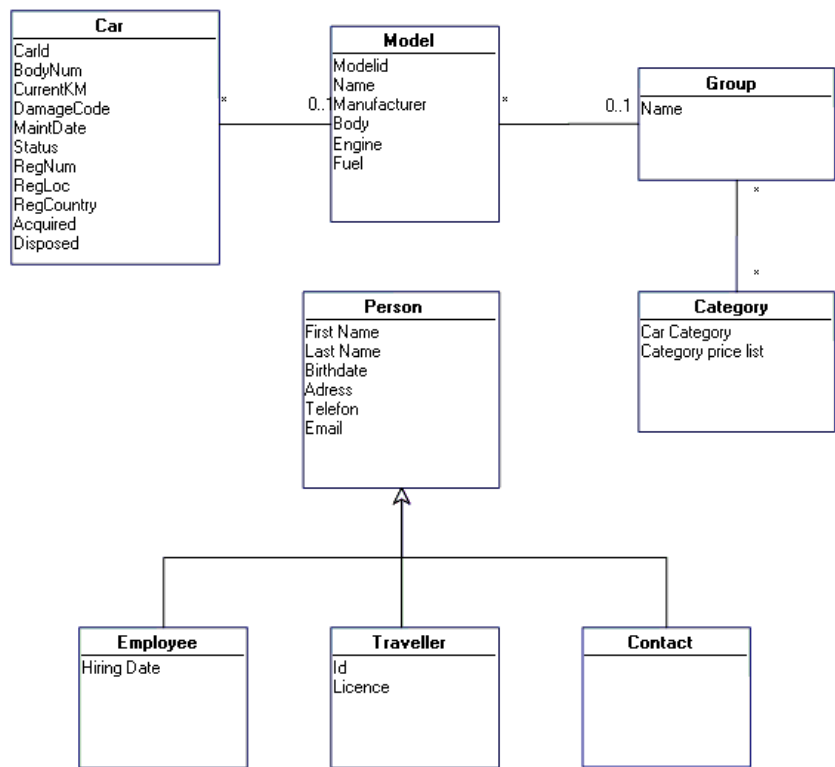 Car
CarId
BodyNum
CurrentKM
DamageCode
MaintDate
Status
RegNum
RegLoc
RegCountry
Acquired
Disposed
*
0..1
Model
Modelid
Name
Manufacturer
Body
Engine
Fuel
*
0..1
Group
Name
*
*
Category
Car Category
Category price list
Person
First Name
Last Name
Birthdate
Adress
Telefon
Email
Employee
Hiring Date
Traveller
Id
Licence
Contact